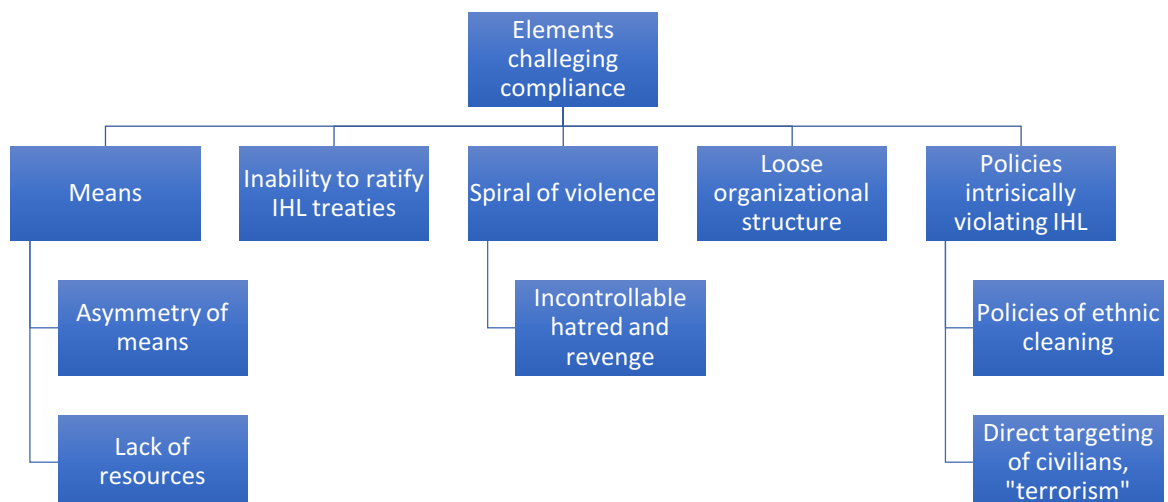 Elements
challeging
compliance
Means
Inability to ratify
IHL treaties
Spiral of violence
Loose
organizational
structure
Policies
intrisically
violating IHL
Asymmetry of
means
Incontrollable
hatred and
revenge
Policies of ethnic
cleaning
Lack of
resources
Direct targeting
of civilians,
"terrorism"